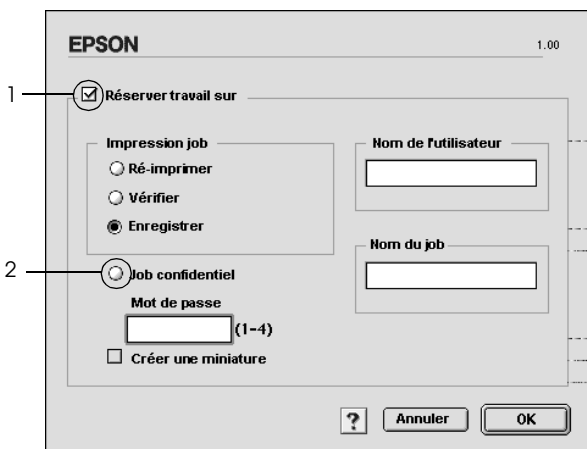 EPSON
1.00
1
Réserver travail sur
Impression job
Ré-imprimer
Vérifier
Enregistrer
Nom de l'utilisateur
Nom du job
2
Job confidentiel
Mot de passe
(1-4)
Créer une miniature
?
Annuler
OK